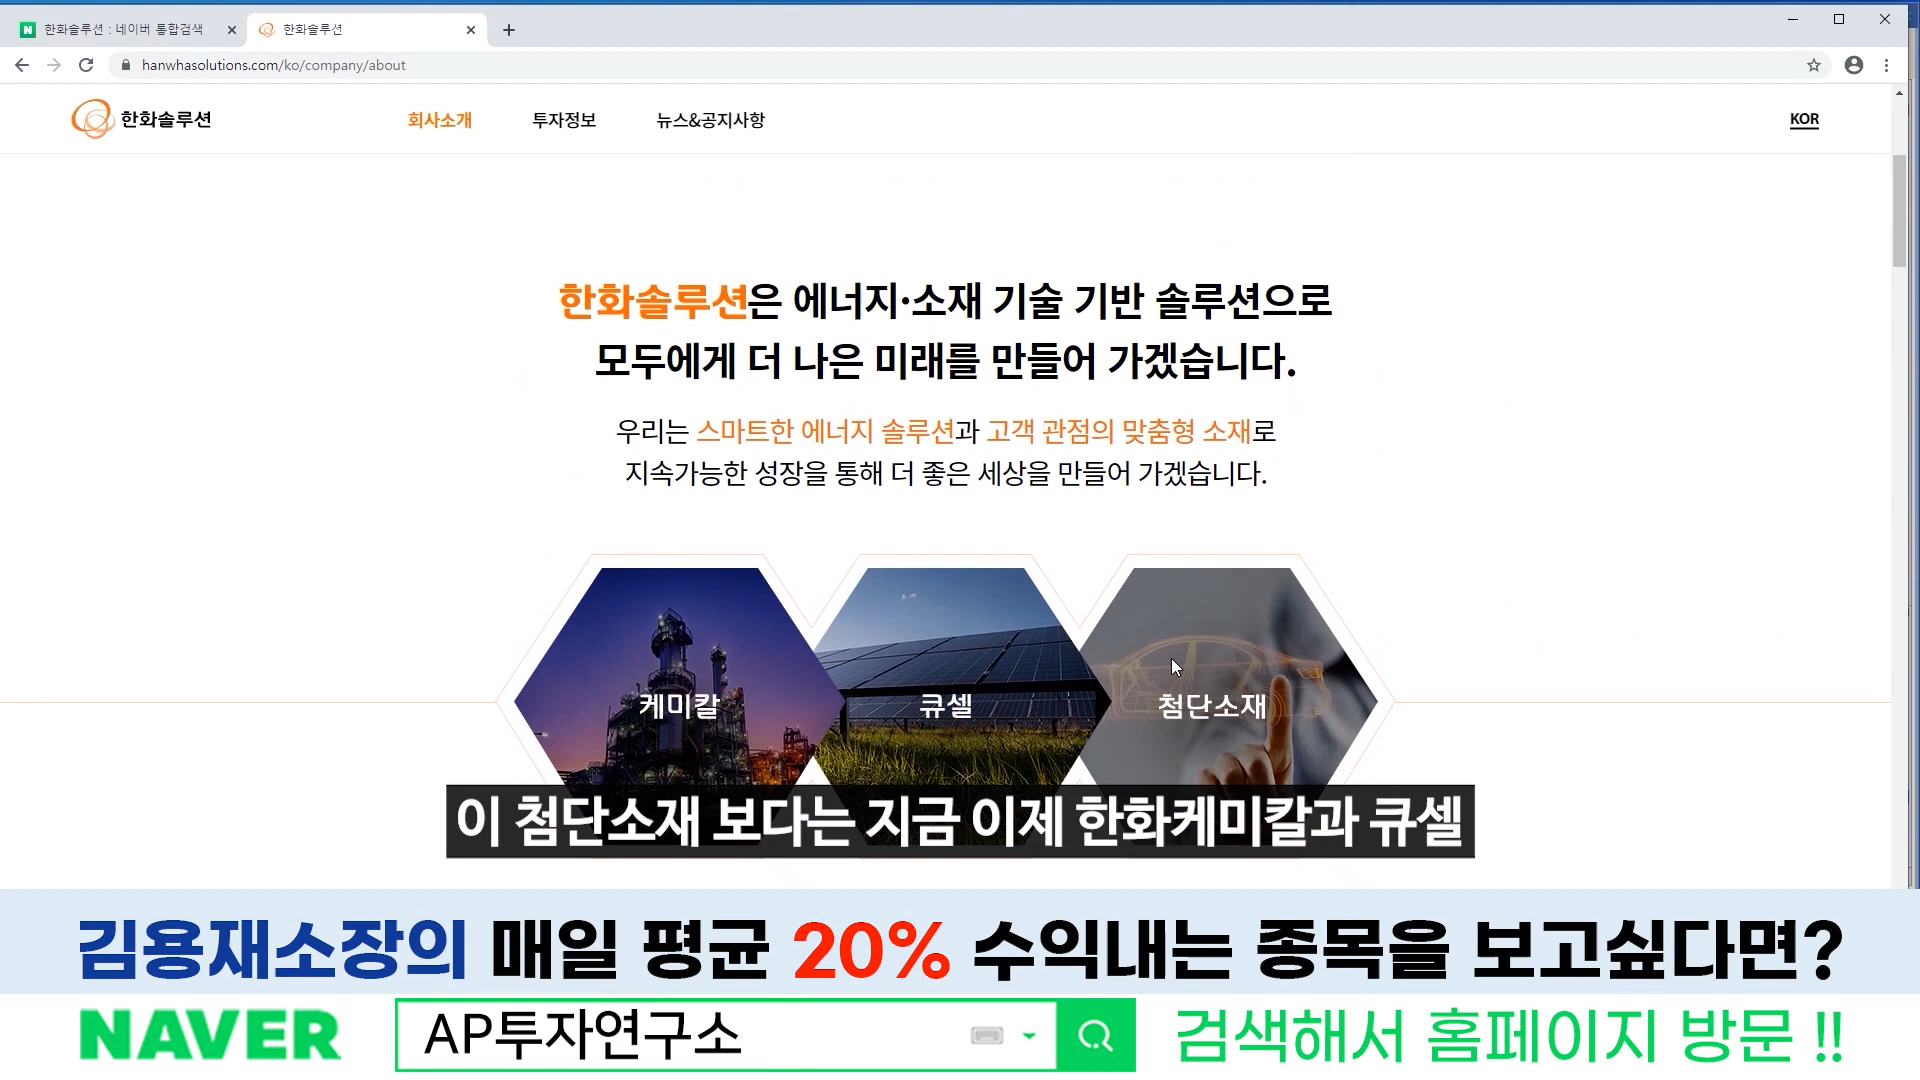 한화솔루션 : 네이버 통합검색
한화솔루션
hanwhasolutions.com/ko/company/about
한화솔루션
회사소개
투자정보
뉴스&공지사항
KOR
한화솔루션은 에너지·소재 기술 기반 솔루션으로
모두에게 더 나은 미래를 만들어 가겠습니다.
우리는 스마트한 에너지 솔루션과 고객 관점의 맞춤형 소재로
지속가능한 성장을 통해 더 좋은 세상을 만들어 가겠습니다.
케미칼
큐셀
첨단소재
이 첨단소재 보다는 지금 이제 한화케미칼과 큐셀
김용재소장의 매일 평균 20% 수익내는 종목을 보고싶다면?
NAVER
AP투자연구소
검색해서 홈페이지 방문 !!